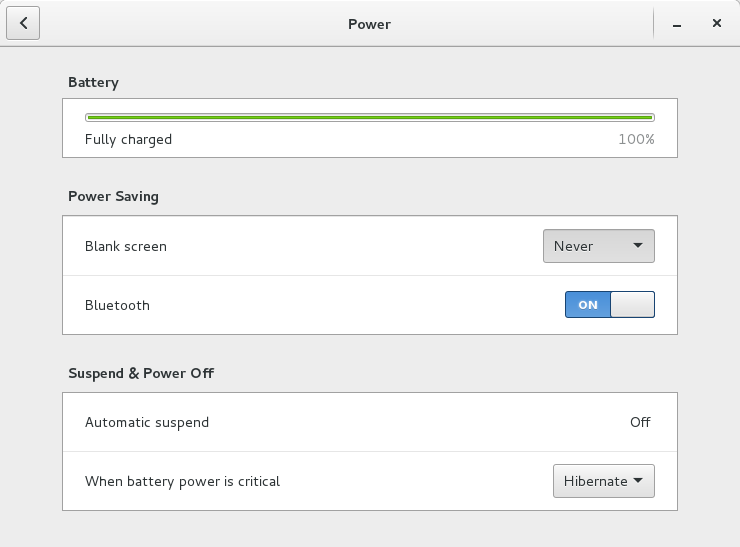 Power
Battery
Fully charged 100%
Power Saving
Blank screen Never
Bluetooth ON
Suspend & Power Off
Automatic suspend Off
When battery power is critical Hibernate